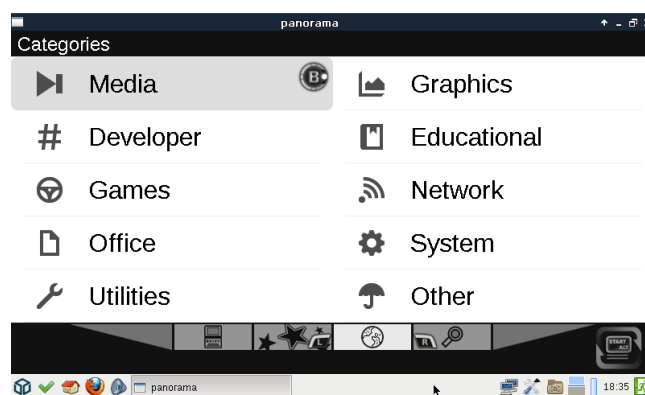 panorama
Categories
Media
B
Graphics
Developer
Educational
Games
Network
Office
System
Utilities
Other
L
R
START
panorama
18:35